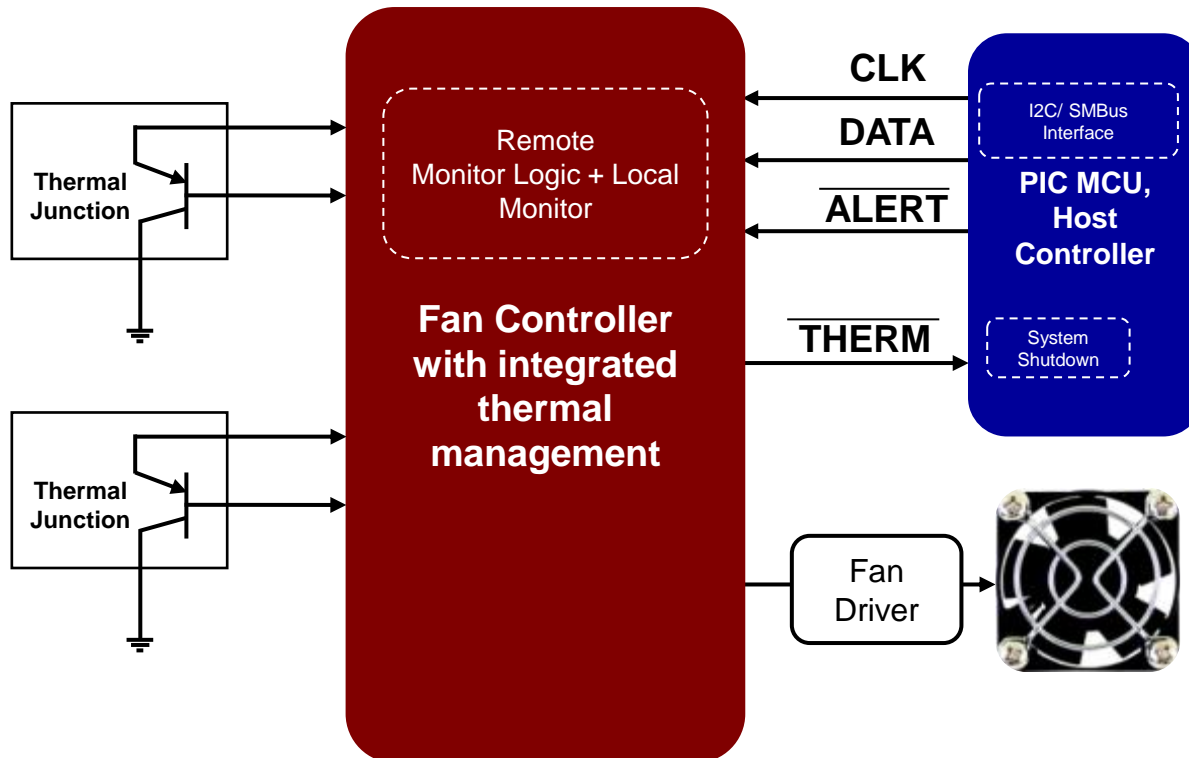 Thermal
Junction
Thermal
Junction
Remote
Monitor Logic + Local
Monitor
Fan Controller
with integrated
thermal
management
CLK
DATA
ALERT
THERM
I2C/ SMBus
Interface
PIC MCU,
Host
Controller
System
Shutdown
Fan
Driver